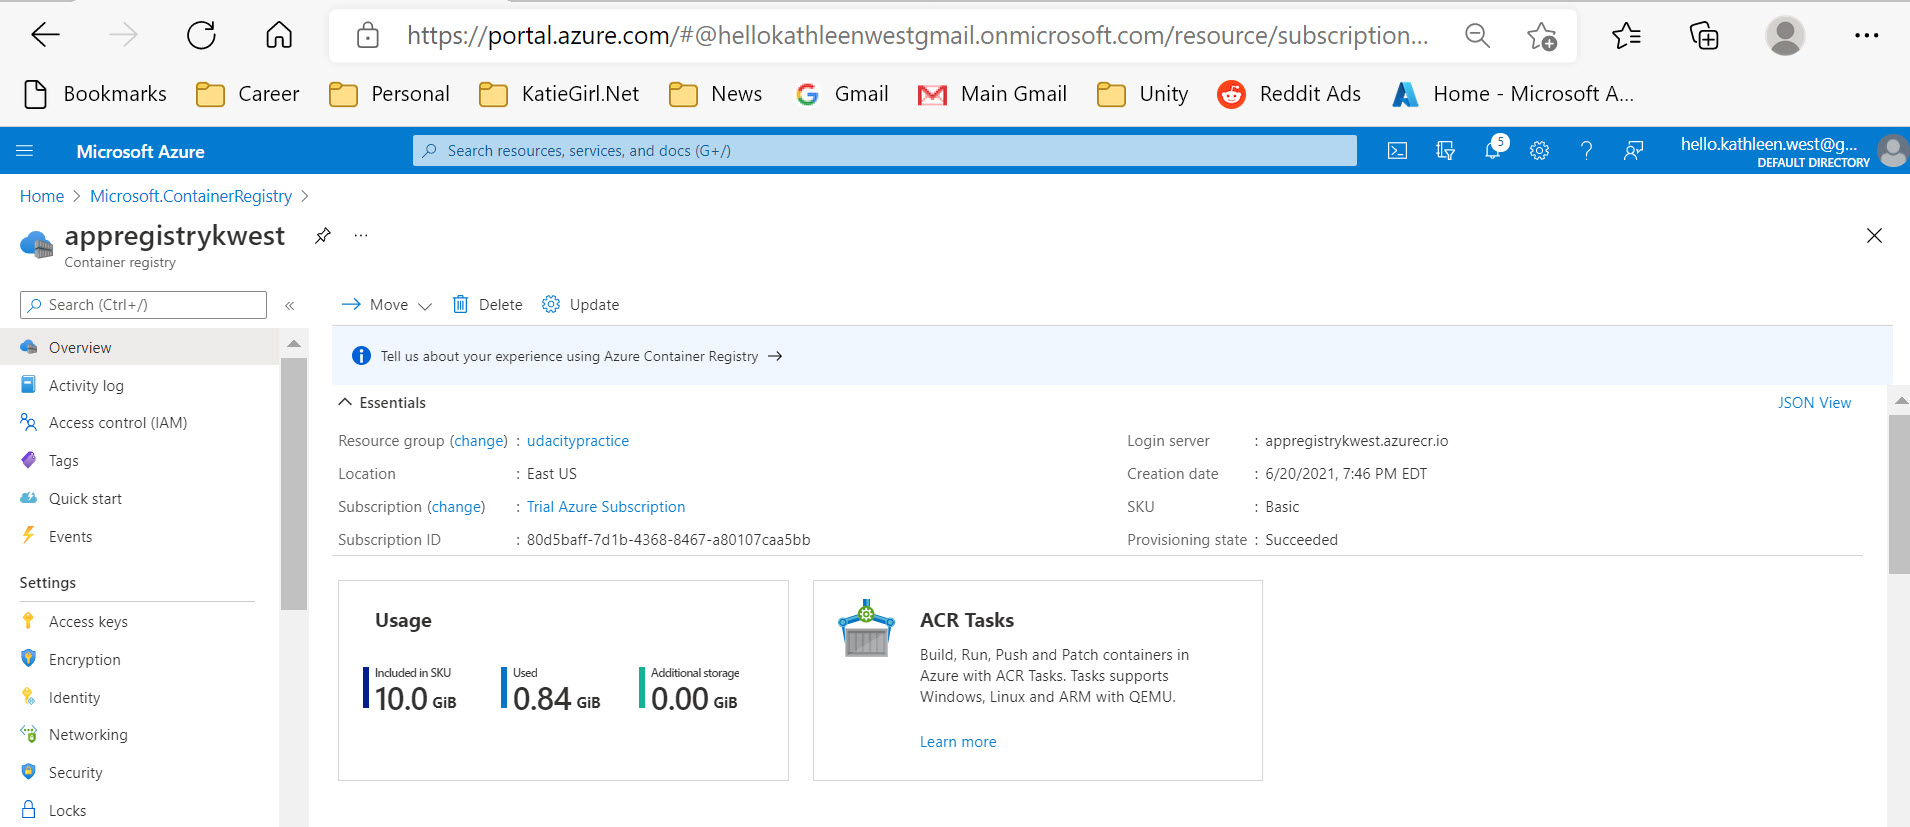 https://portal.azure.com/#@hellokathleenwestgmail.onmicrosoft.com/resource/subscription...
Bookmarks Career Personal KatieGirl.Net News Gmail Main Gmail Unity Reddit Ads Home - Microsoft A...
Microsoft Azure Search resources, services, and docs (G+/) 5 hello.kathleen.west@g...
DEFAULT DIRECTORY
Home > Microsoft.ContainerRegistry >
appregistrykwest ...
Container registry
Search (Ctrl+/) «
Move Delete Update
Overview
Activity log
Access control (IAM)
Tags
Quick start
Events
Settings
Access keys
Encryption
Identity
Networking
Security
Locks
Tell us about your experience using Azure Container Registry →
Essentials JSON View
Resource group (change) : udacitypractice
Location : East US
Subscription (change) : Trial Azure Subscription
Subscription ID : 80d5baff-7d1b-4368-8467-a80107caa5bb
Login server : appregistrykwest.azurecr.io
Creation date : 6/20/2021, 7:46 PM EDT
SKU : Basic
Provisioning state : Succeeded
Usage
Included in SKU
10.0 GiB
Used
0.84 GiB
Additional storage
0.00 GiB
ACR Tasks
Build, Run, Push and Patch containers in
Azure with ACR Tasks. Tasks supports
Windows, Linux and ARM with QEMU.
Learn more